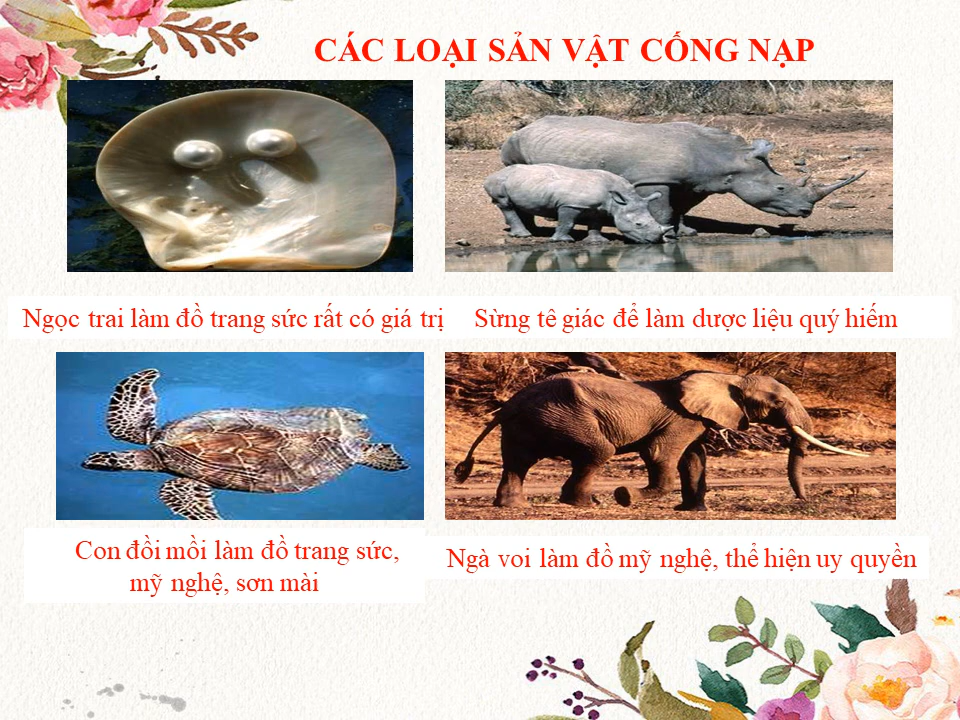 CÁC LOẠI SẢN VẬT CỐNG NẠP
Ngọc trai làm đồ trang sức rất có giá trị
Sừng tê giác để làm dược liệu quý hiếm
Con đồi mồi làm đồ trang sức,
mỹ nghệ, sơn mài
Ngà voi làm đồ mỹ nghệ, thể hiện uy quyền